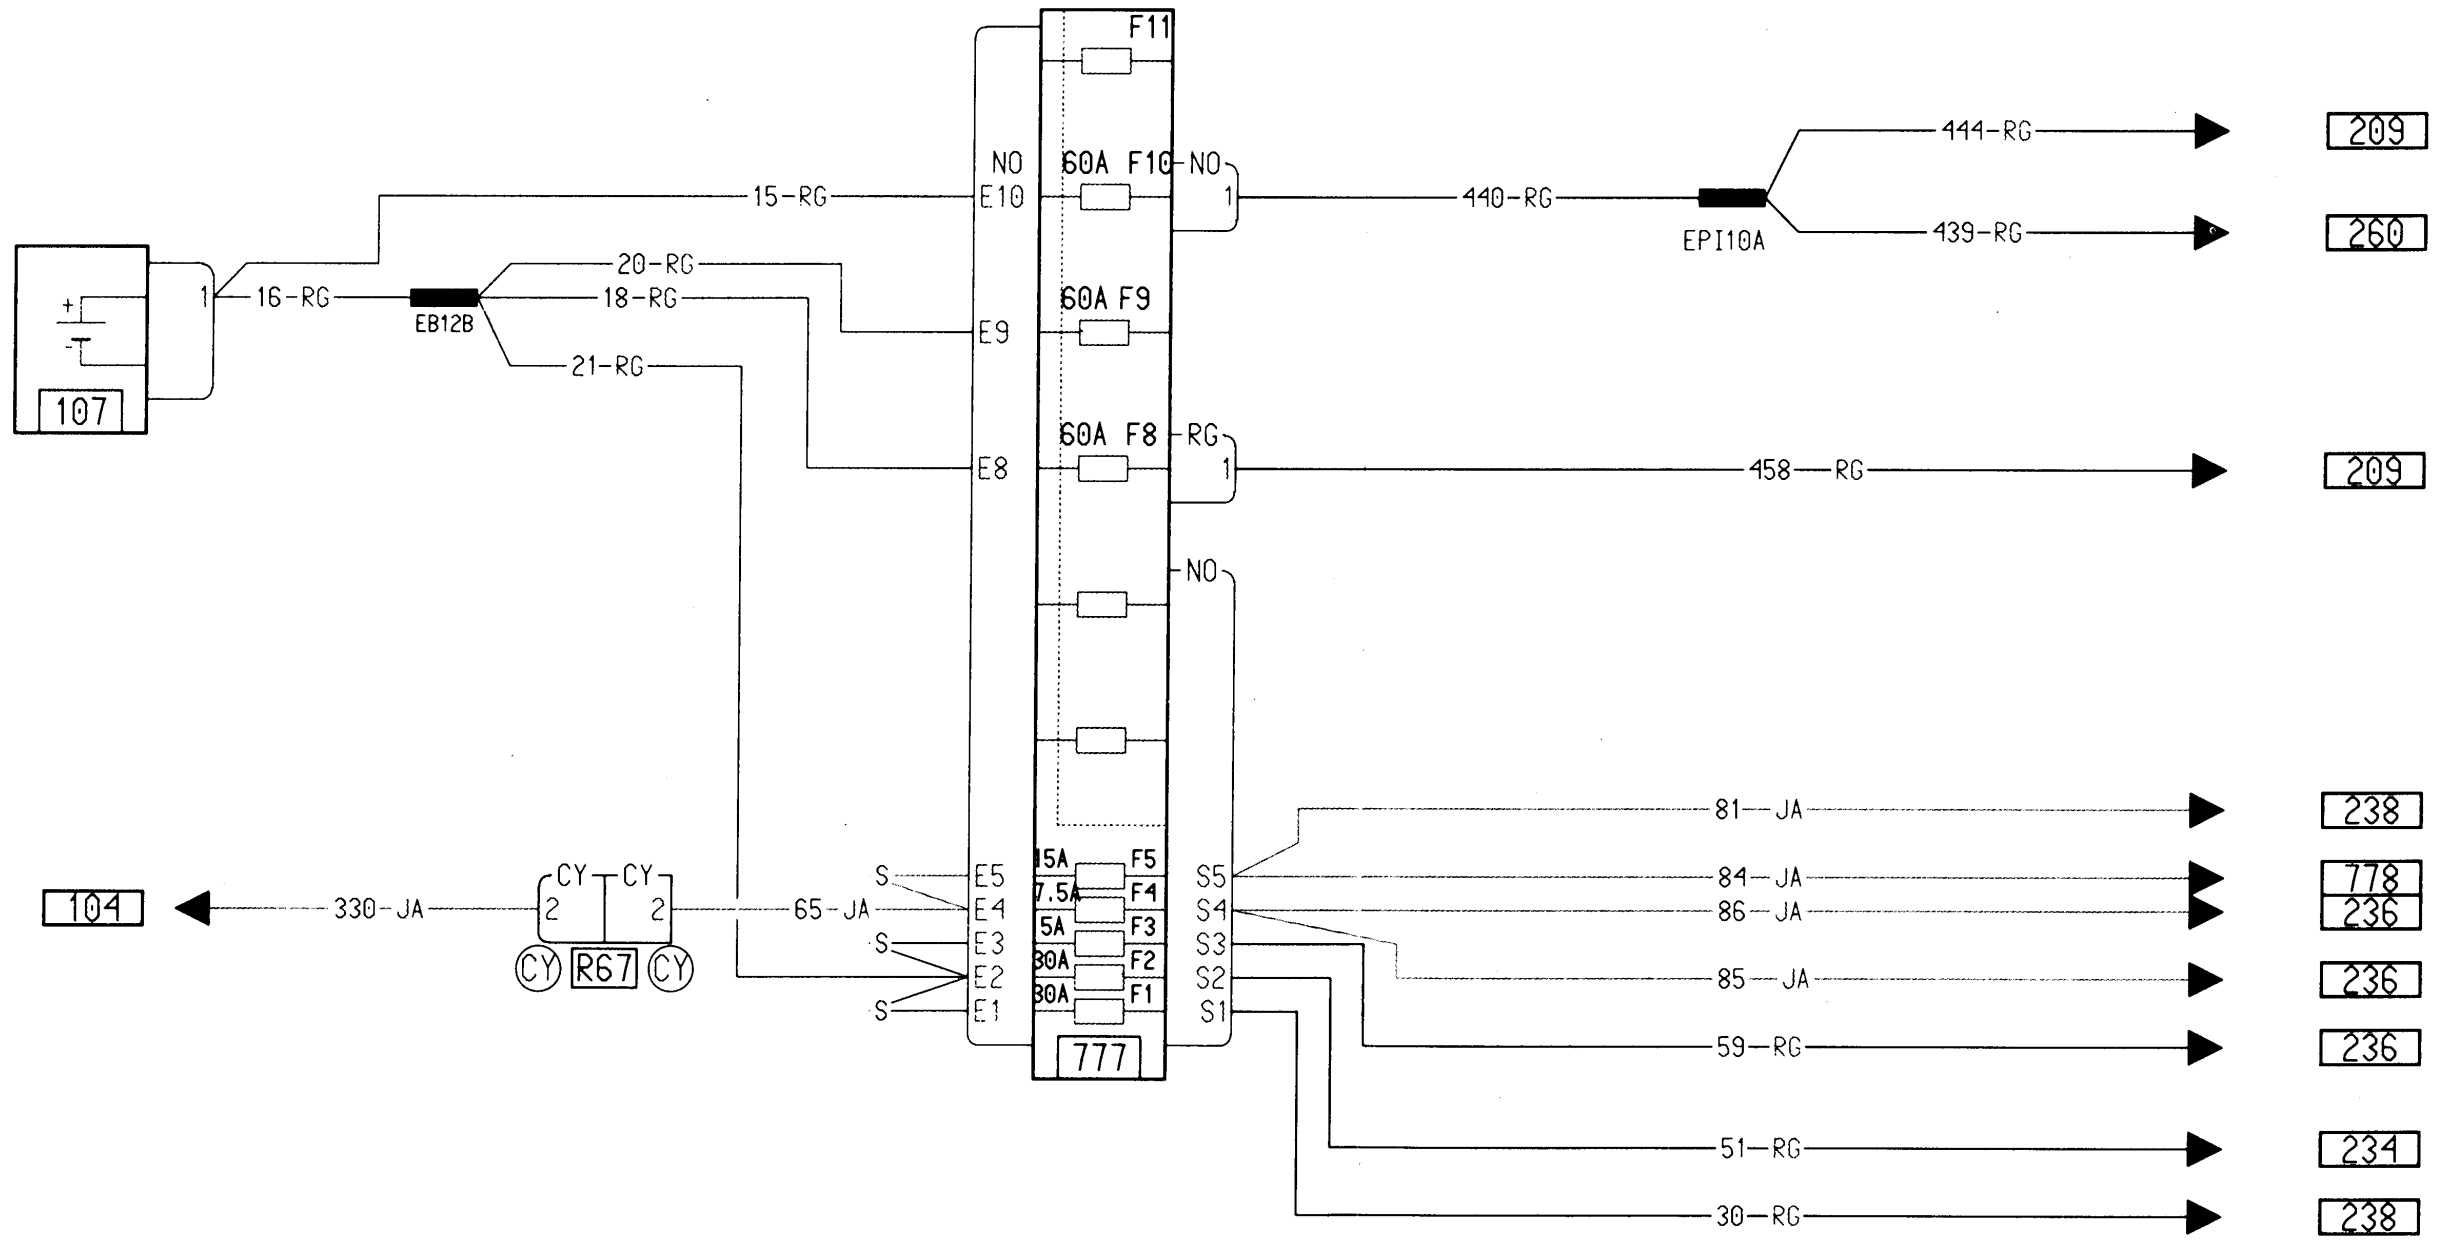 F11
444-RG 209
NO 60A F10 NO
15-RG E10 1 440-RG
EPI10A 439-RG 260
20-RG
+ 1 16-RG 18-RG 60A F9
EB12B
- E9
21-RG
107
60A F8 RG
E8 1 458-RG 209
NO
81-JA 238
15A F5
S E5 S5 84-JA 778
CY CY 7.5A F4
104 330-JA 2 2 65-JA E4 S4 86-JA 236
5A F3
S E3 S3
CY R67 CY 30A F2
E2 S2 85-JA 236
30A F1
S E1 S1
777 59-RG 236
51-RG 234
30-RG 238